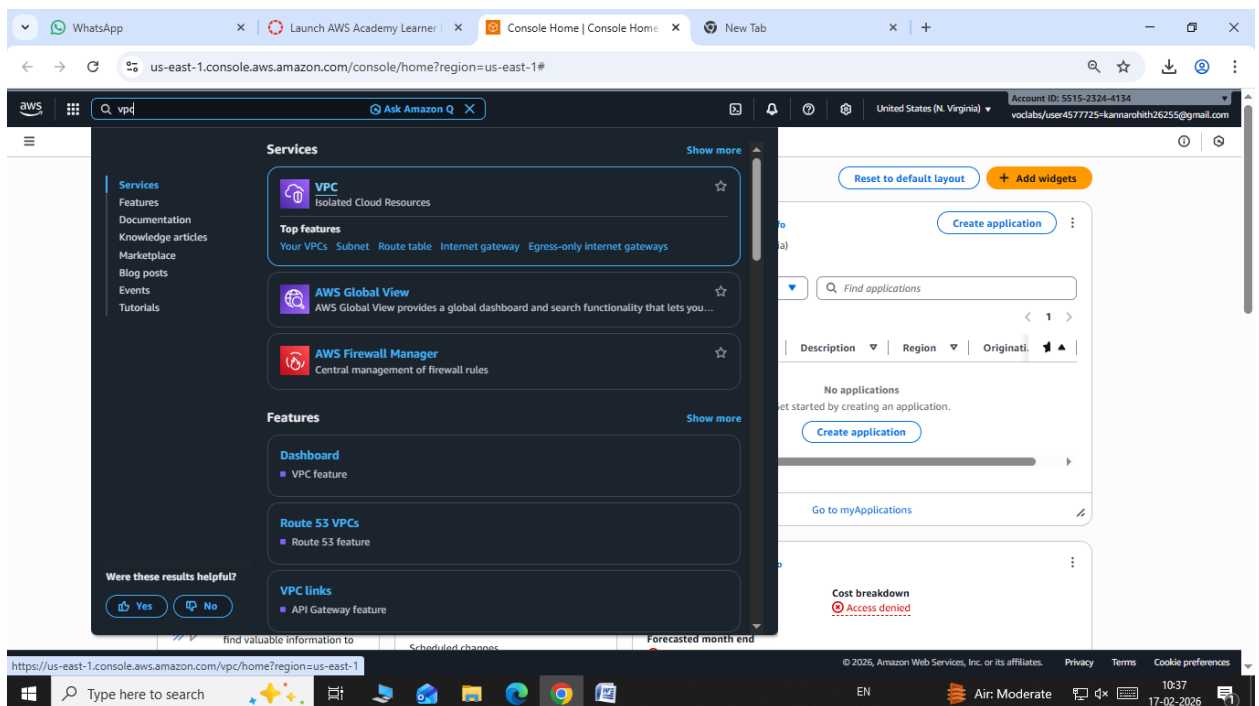 WhatsApp
Launch AWS Academy Learner
Console Home | Console Home
New Tab
us-east-1.console.aws.amazon.com/console/home?region=us-east-1#
aws
vpc
Ask Amazon Q
United States (N. Virginia)
Account ID: 5515-2324-4134
voclabs/user4577725=kannarohith26255@gmail.com
Services
Show more
Services
Features
Documentation
Knowledge articles
Marketplace
Blog posts
Events
Tutorials
VPC
Isolated Cloud Resources
Top features
Your VPCs Subnet Route table Internet gateway Egress-only internet gateways
AWS Global View
AWS Global View provides a global dashboard and search functionality that lets you...
AWS Firewall Manager
Central management of firewall rules
Features
Show more
Dashboard
VPC feature
Route 53 VPCs
Route 53 feature
VPC links
API Gateway feature
Were these results helpful?
Yes
No
Reset to default layout
+ Add widgets
Create application
Find applications
1
Description
Region
Originati.
No applications
started by creating an application.
Create application
Go to myApplications
Cost breakdown
Access denied
find valuable information to
Scheduled changes
Forecasted month end
https://us-east-1.console.aws.amazon.com/vpc/home?region=us-east-1
© 2026, Amazon Web Services, Inc. or its affiliates.
Privacy
Terms
Cookie preferences
Type here to search
EN
Air: Moderate
10:37
17-02-2026
1